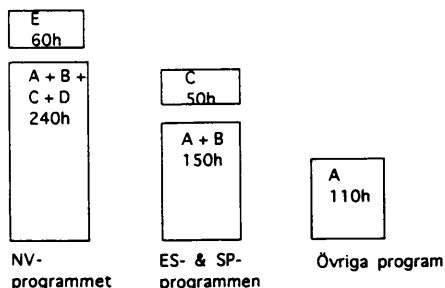 E
60h
A + B +
C + D
240h
C
50h
A + B
150h
A
110h
NV-
programmet
ES- & SP-
programmen
Övriga program